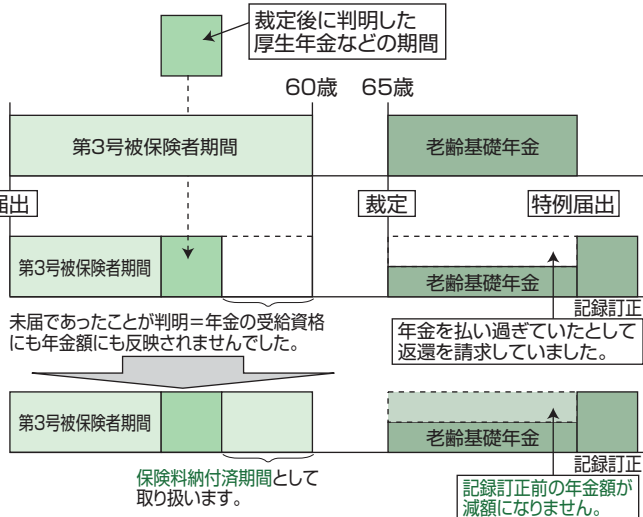 裁定後に判明した
厚生年金などの期間
60歳
65歳
第3号被保険者期間
老齢基礎年金
届出
裁定
特例届出
第3号被保険者期間
老齢基礎年金
記録訂正
未届であったことが判明＝年金の受給資格
にも年金額にも反映されませんでした。
年金を払い過ぎていたとして
返還を請求していました。
第3号被保険者期間
老齢基礎年金
記録訂正
保険料納付済期間として
取り扱います。
記録訂正前の年金額が
減額になりません。